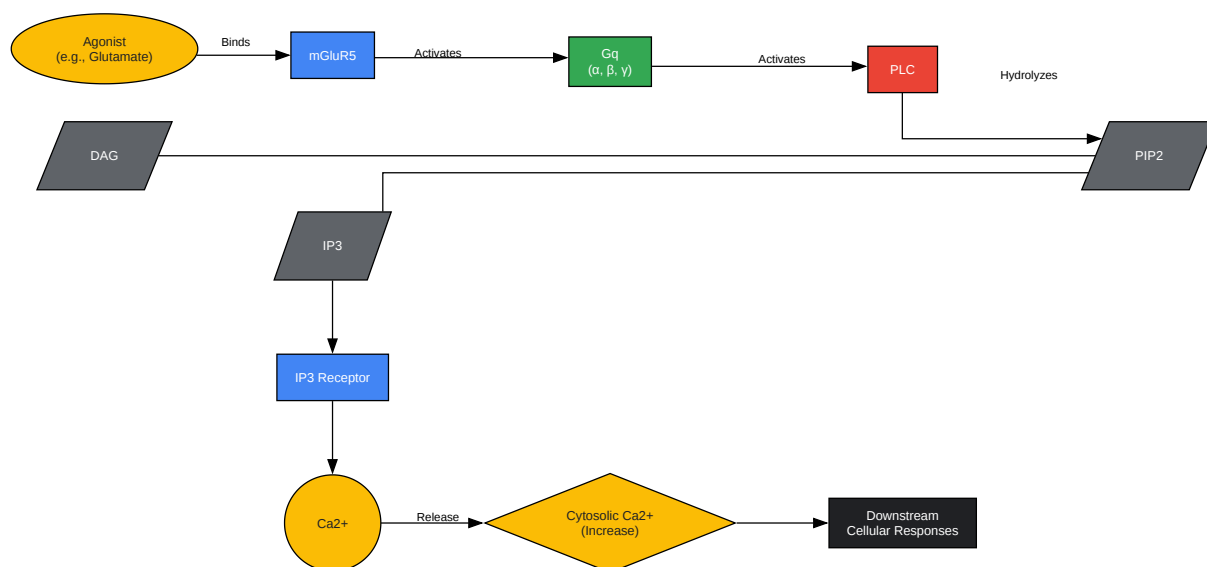 Agonist
(e.g., Glutamate)
Binds
mGluR5
Activates
Gq
(α, β, γ)
Activates
PLC
Hydrolyzes
DAG
PIP2
IP3
IP3 Receptor
Ca2+
Release
Cytosolic Ca2+
(Increase)
Downstream
Cellular Responses